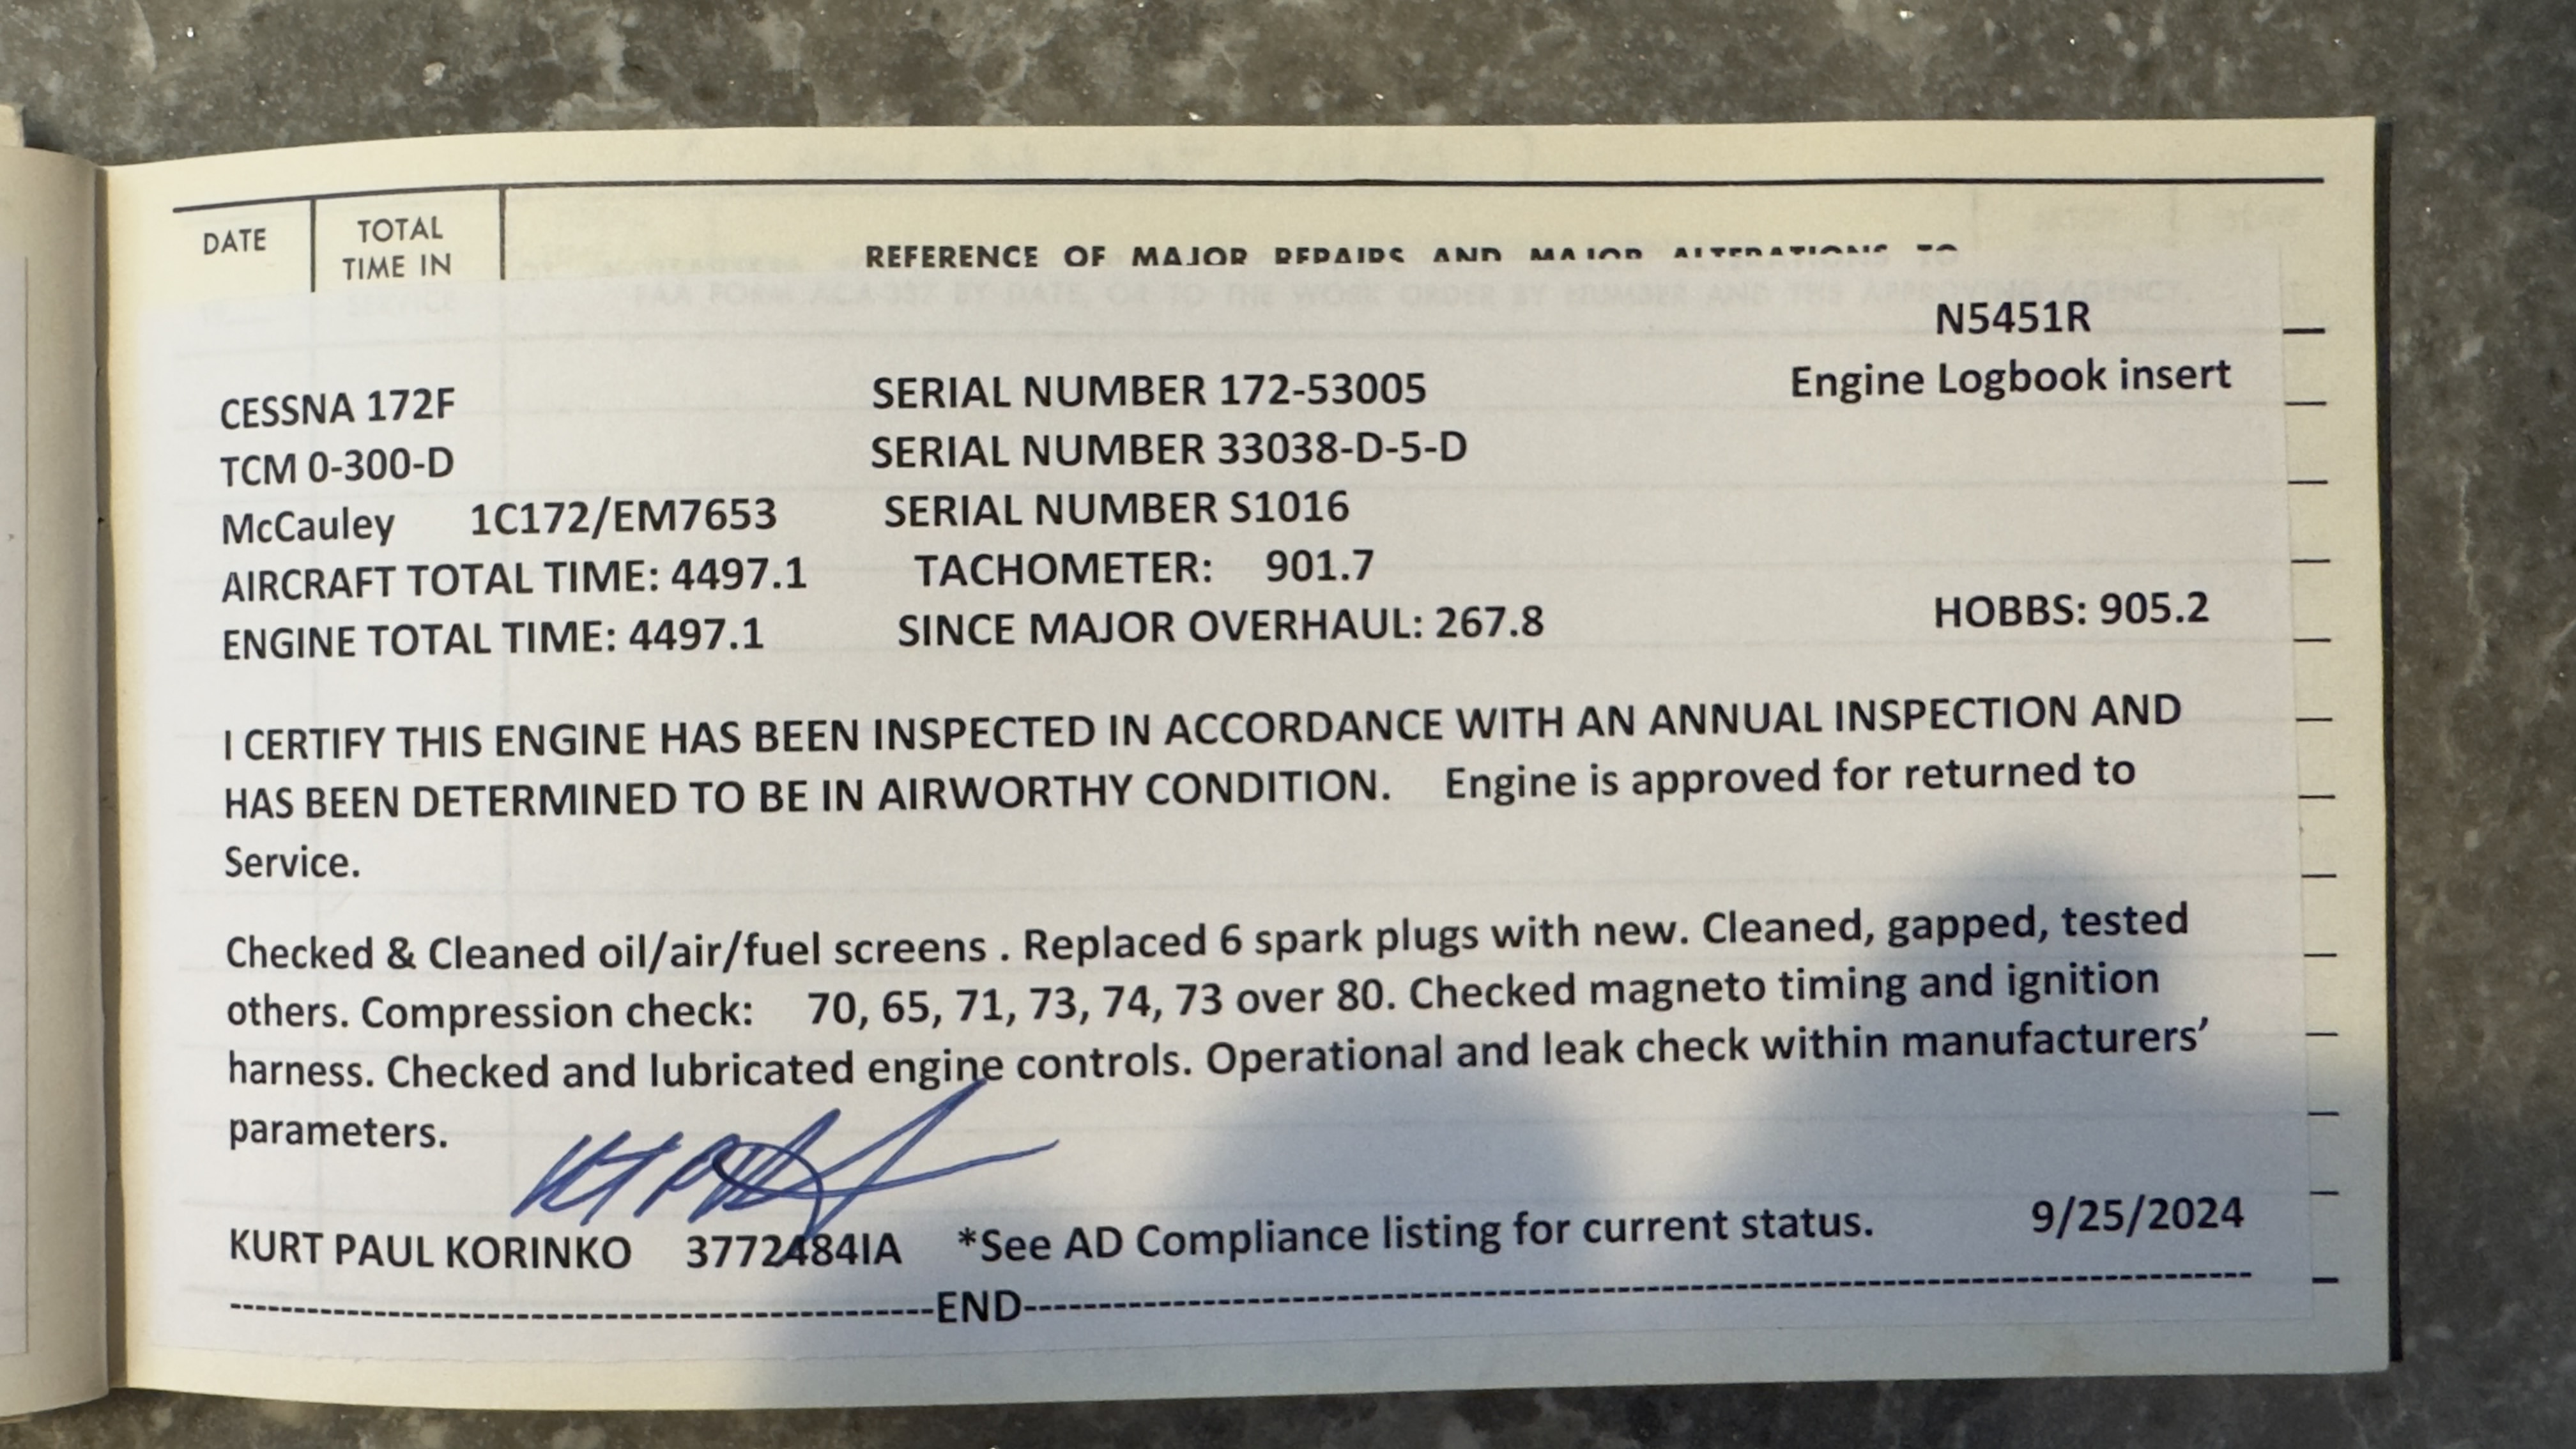 DATE
TOTAL
TIME IN
REFERENCE OF MAJOR REPAIRS AND MAJOR ALTERATIONS TO
SERVICE
FAA FORM ACA-337 BY DATE, OR TO THE WORK ORDER BY NUMBER AND THE APPROVING AGENCY.
N5451R
Engine Logbook insert
CESSNA 172F SERIAL NUMBER 172-53005
TCM 0-300-D SERIAL NUMBER 33038-D-5-D
McCauley 1C172/EM7653 SERIAL NUMBER S1016
AIRCRAFT TOTAL TIME: 4497.1 TACHOMETER: 901.7
ENGINE TOTAL TIME: 4497.1 SINCE MAJOR OVERHAUL: 267.8 HOBBS: 905.2
I CERTIFY THIS ENGINE HAS BEEN INSPECTED IN ACCORDANCE WITH AN ANNUAL INSPECTION AND
HAS BEEN DETERMINED TO BE IN AIRWORTHY CONDITION. Engine is approved for returned to
Service.
Checked & Cleaned oil/air/fuel screens . Replaced 6 spark plugs with new. Cleaned, gapped, tested
others. Compression check: 70, 65, 71, 73, 74, 73 over 80. Checked magneto timing and ignition
harness. Checked and lubricated engine controls. Operational and leak check within manufacturers’
parameters.
KURT PAUL KORINKO 3772484IA *See AD Compliance listing for current status. 9/25/2024
----------------------------------------------END--------------------------------------------------------------------------------